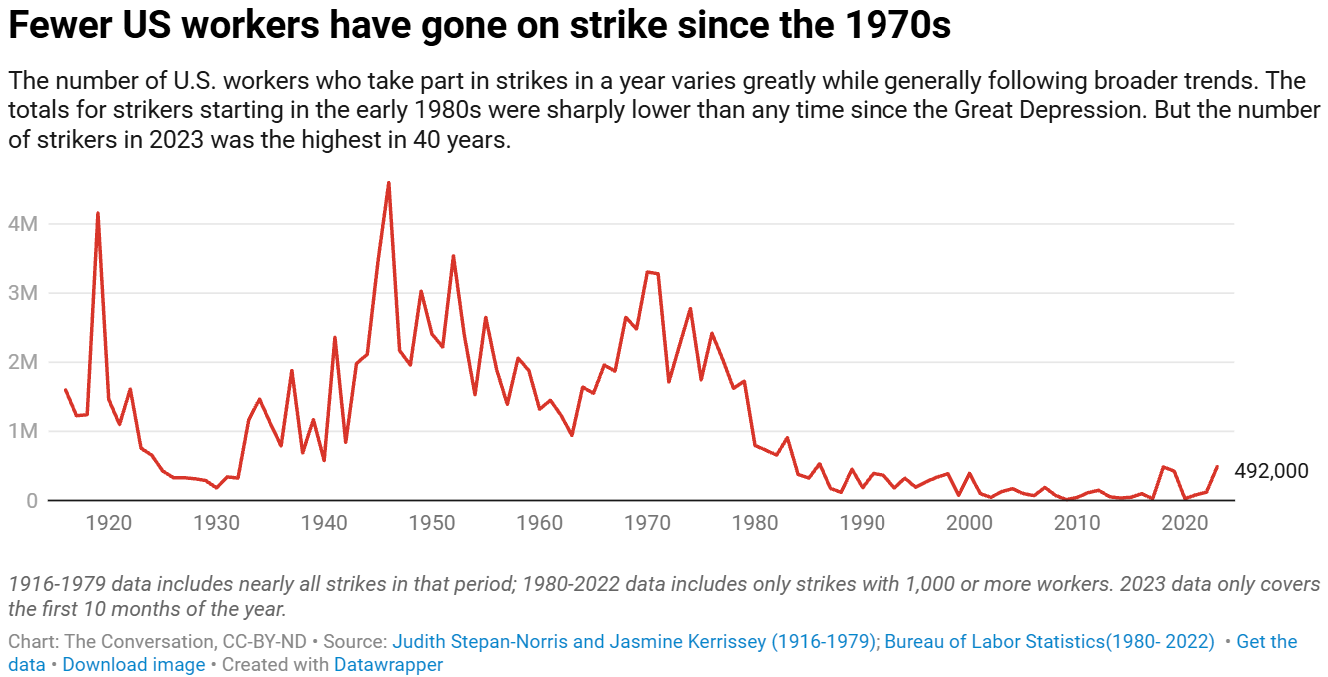 Fewer US workers have gone on strike since the 1970s
The number of U.S. workers who take part in strikes in a year varies greatly while generally following broader trends. The
totals for strikers starting in the early 1980s were sharply lower than any time since the Great Depression. But the number
of strikers in 2023 was the highest in 40 years.
4M
3M
2M
1M
0
492,000
1920 1930 1940 1950 1960 1970 1980 1990 2000 2010 2020
1916-1979 data includes nearly all strikes in that period; 1980-2022 data includes only strikes with 1,000 or more workers. 2023 data only covers
the first 10 months of the year.
Chart: The Conversation, CC-BY-ND • Source: Judith Stepan-Norris and Jasmine Kerrissey (1916-1979); Bureau of Labor Statistics(1980- 2022) • Get the
data • Download image • Created with Datawrapper